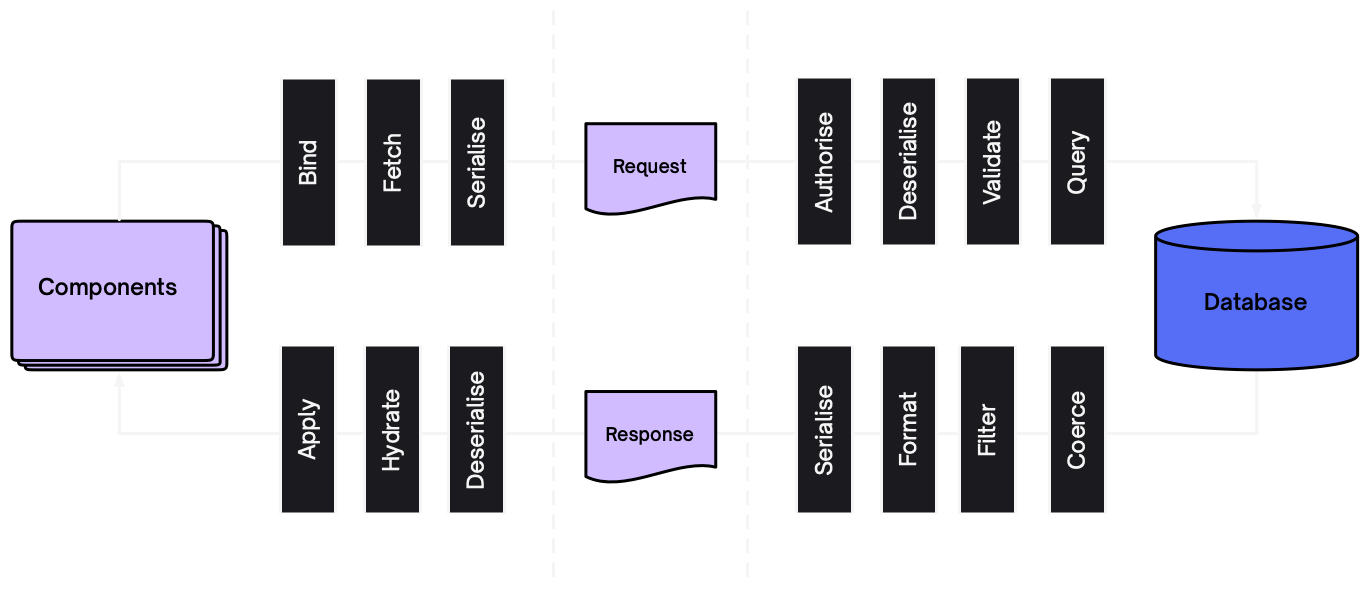 Bind
Fetch
Serialise
Request
Authorise
Deserialise
Validate
Query
Components
Database
Apply
Hydrate
Deserialise
Response
Serialise
Format
Filter
Coerce